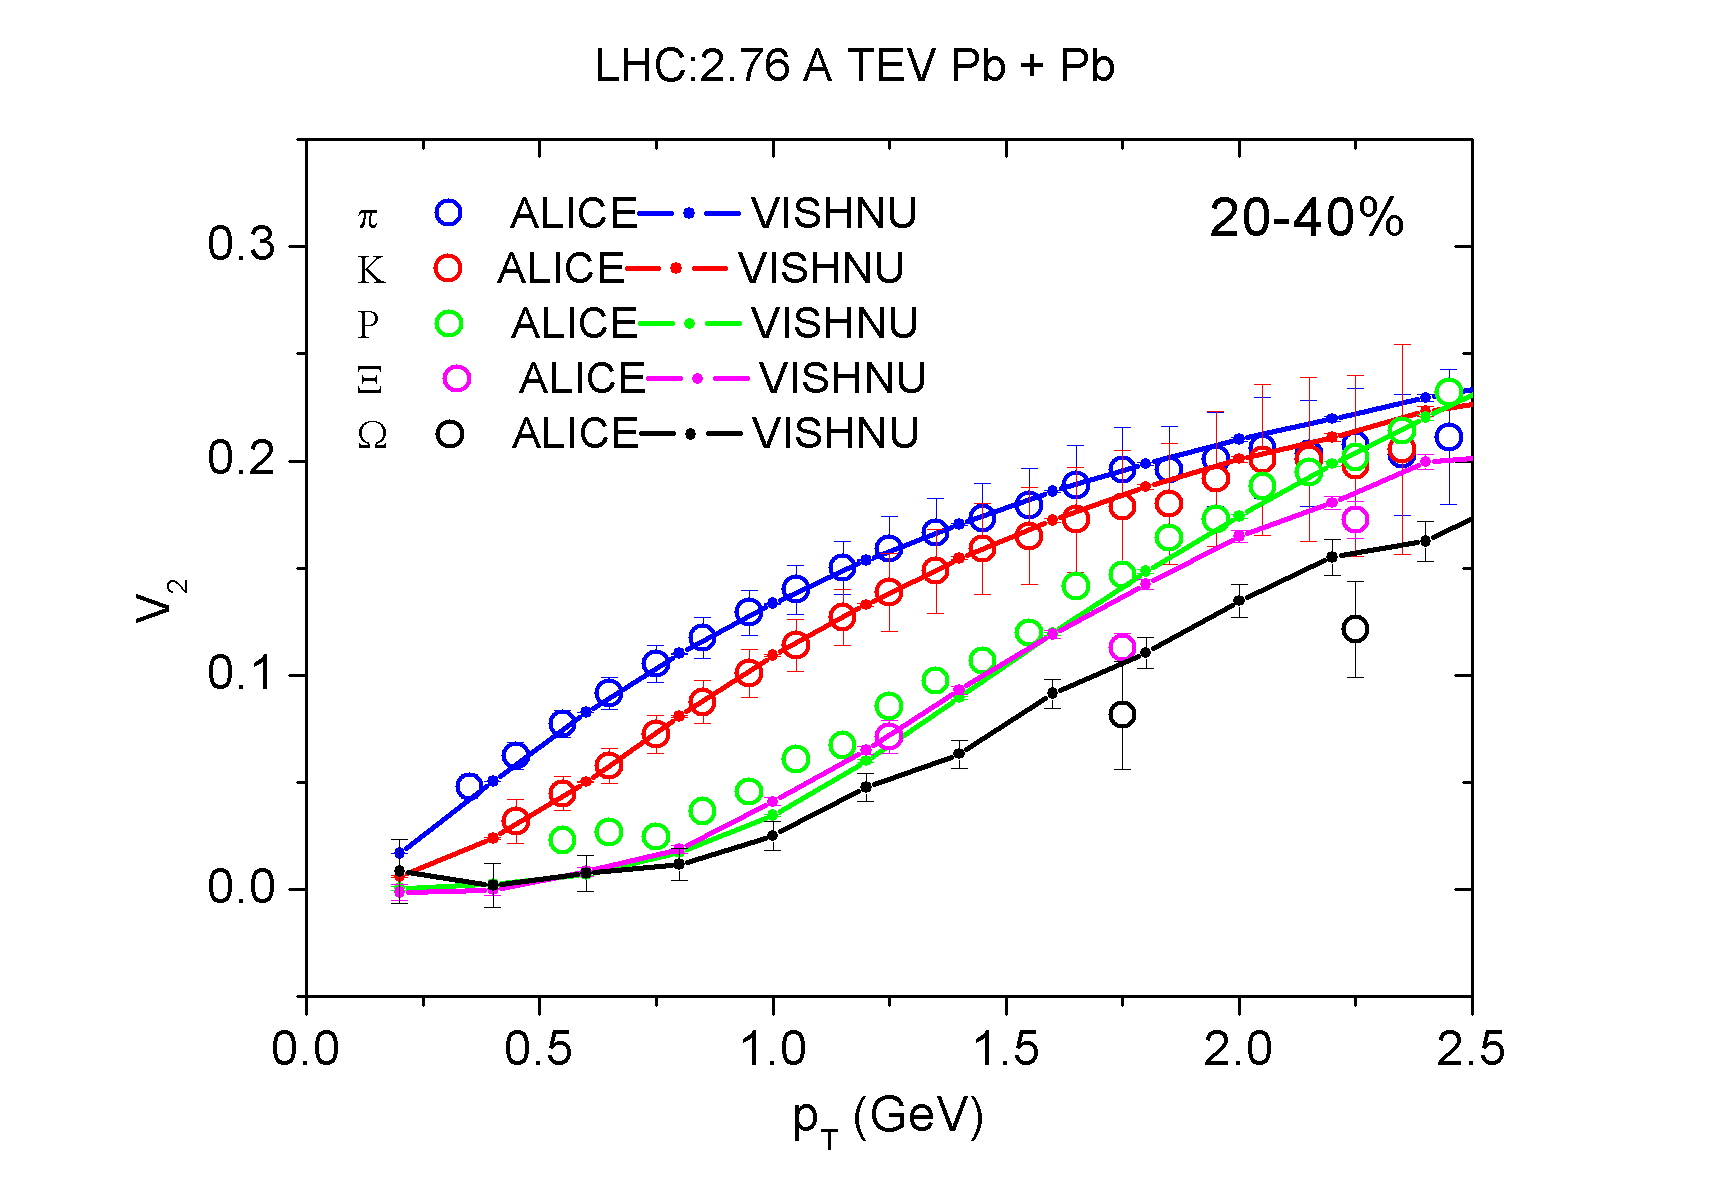 LHC:2.76 A TEV Pb + Pb
π ALICE VISHNU 20-40%
K ALICE VISHNU
P ALICE VISHNU
Ξ ALICE VISHNU
Ω ALICE VISHNU
0.3
0.2
0.1
0.0
V2
0.0 0.5 1.0 1.5 2.0 2.5
pT (GeV)